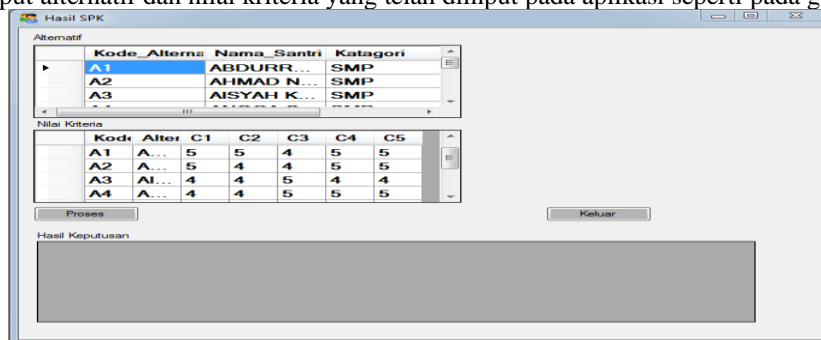 put alternatif dan nilai kriteria yang telah diinput pada aplikasi seperti pada g
Hasil SPK
Alternatif
Kode_Alterna Nama_Santri Katagori
A1 ABDURR... SMP
A2 AHMAD N... SMP
A3 AISYAH K... SMP
Nilai Kriteria
Kode Alter C1 C2 C3 C4 C5
A1 A... 5 5 4 5 5
A2 A... 5 4 4 5 5
A3 AI... 4 4 5 4 4
A4 A... 4 4 5 5 5
Proses Keluar
Hasil Keputusan